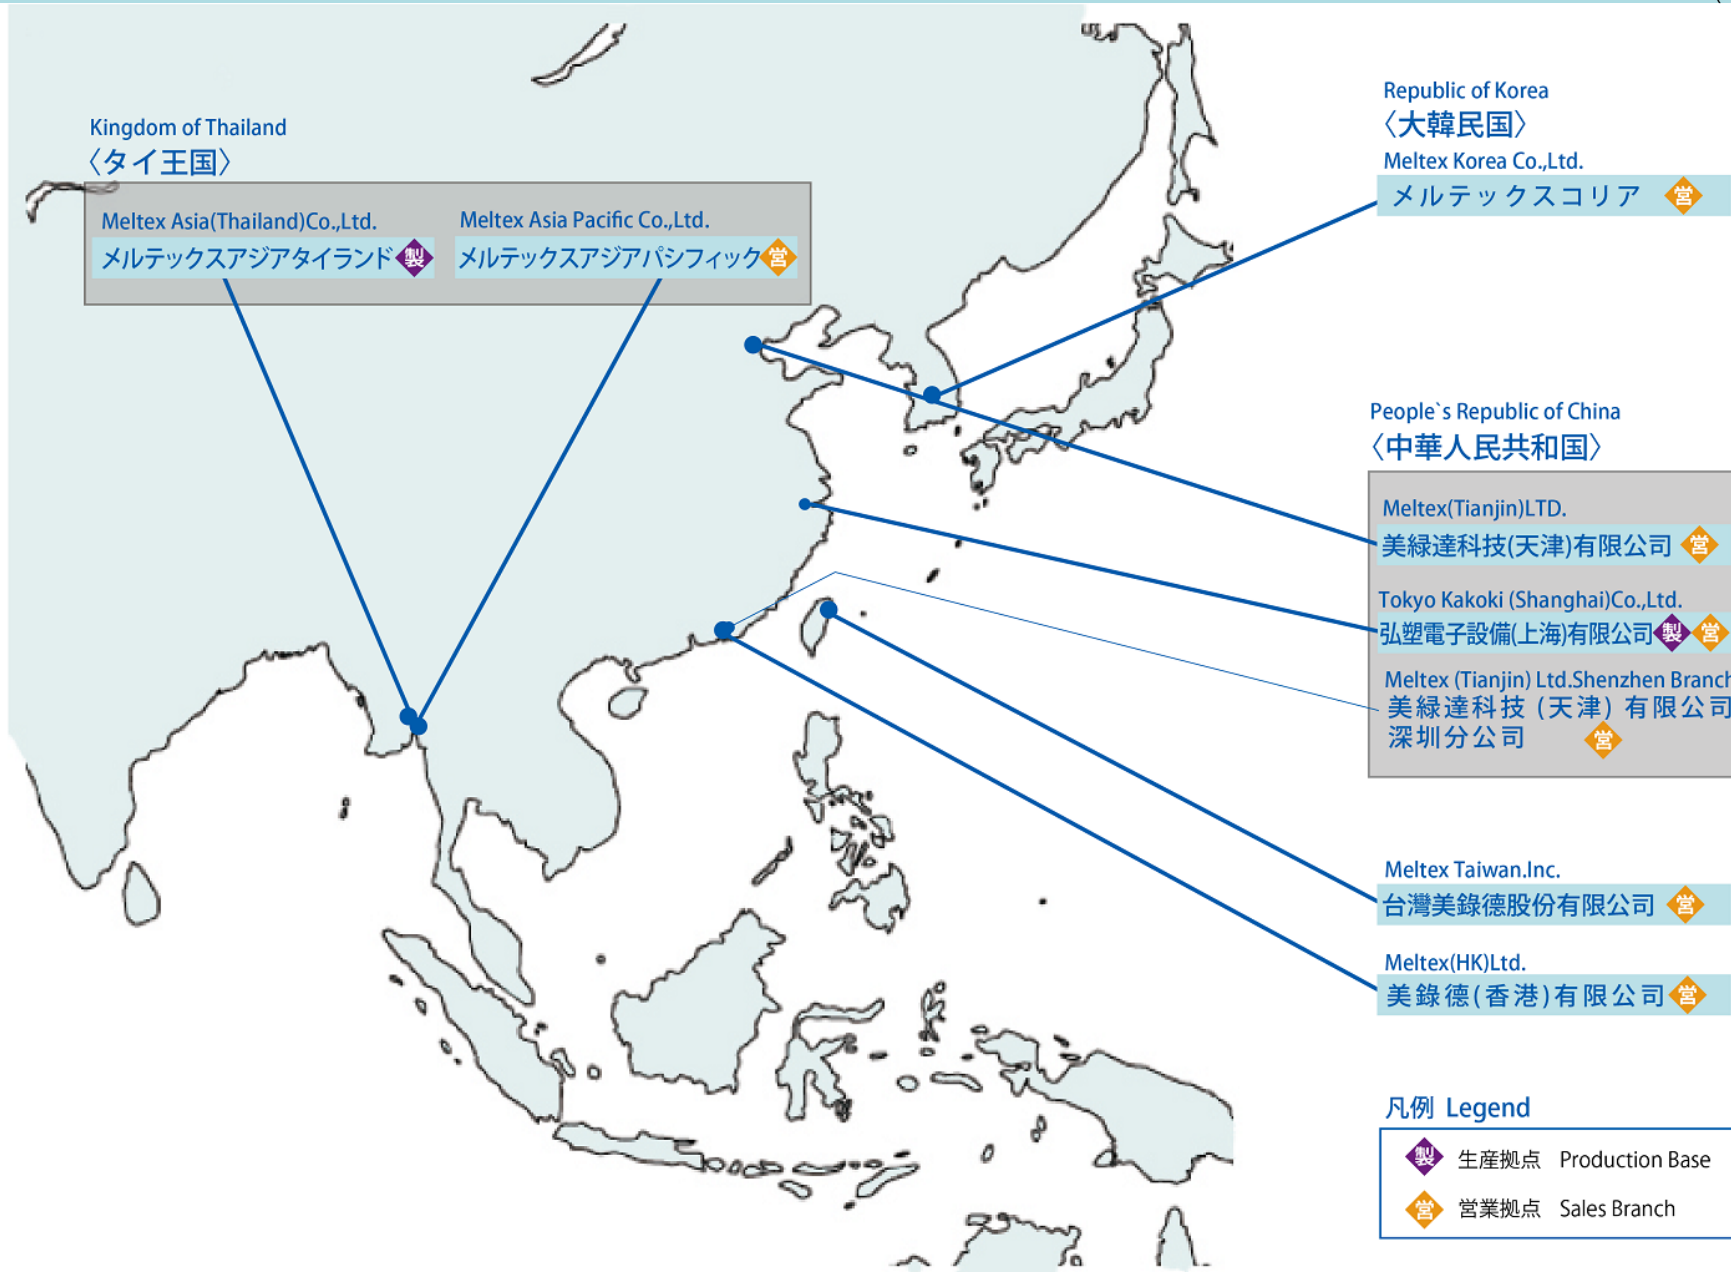 Kingdom of Thailand
〈タイ王国〉
Meltex Asia(Thailand)Co.,Ltd.
メルテックスアジアタイランド 製
Meltex Asia Pacific Co.,Ltd.
メルテックスアジアパシフィック 営
Republic of Korea
〈大韓民国〉
Meltex Korea Co.,Ltd.
メルテックスコリア 営
People`s Republic of China
〈中華人民共和国〉
Meltex(Tianjin)LTD.
美緑達科技(天津)有限公司 営
Tokyo Kakoki (Shanghai)Co.,Ltd.
弘塑電子設備(上海)有限公司 製 営
Meltex (Tianjin) Ltd.Shenzhen Branch
美緑達科技 (天津) 有限公司
深圳分公司 営
Meltex Taiwan.Inc.
台灣美錄德股份有限公司 営
Meltex(HK)Ltd.
美錄德(香港)有限公司 営
凡例 Legend
製 生産拠点 Production Base
営 営業拠点 Sales Branch